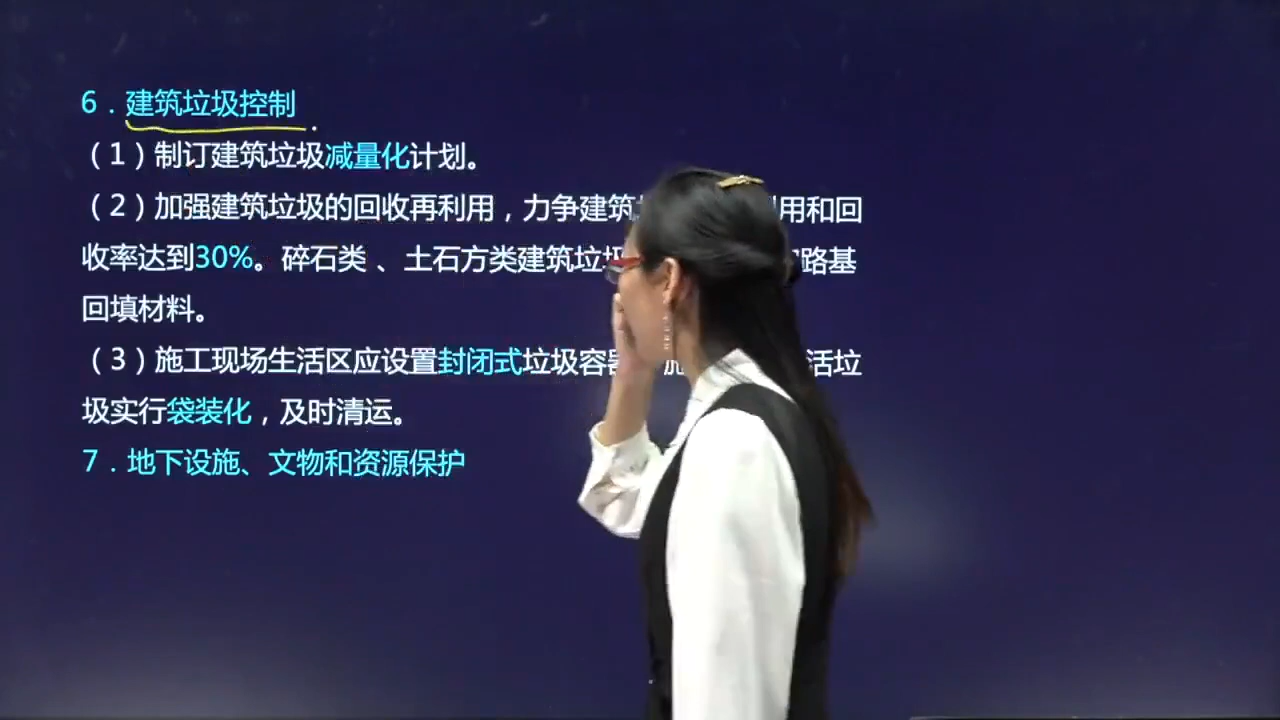 6．建筑垃圾控制
（1）制订建筑垃圾减量化计划。
（2）加强建筑垃圾的回收再利用，力争建筑 用和回
收率达到30%。碎石类、土石方类建筑垃 路基
回填材料。
（3）施工现场生活区应设置封闭式垃圾容 施 活垃
圾实行袋装化，及时清运。
7．地下设施、文物和资源保护